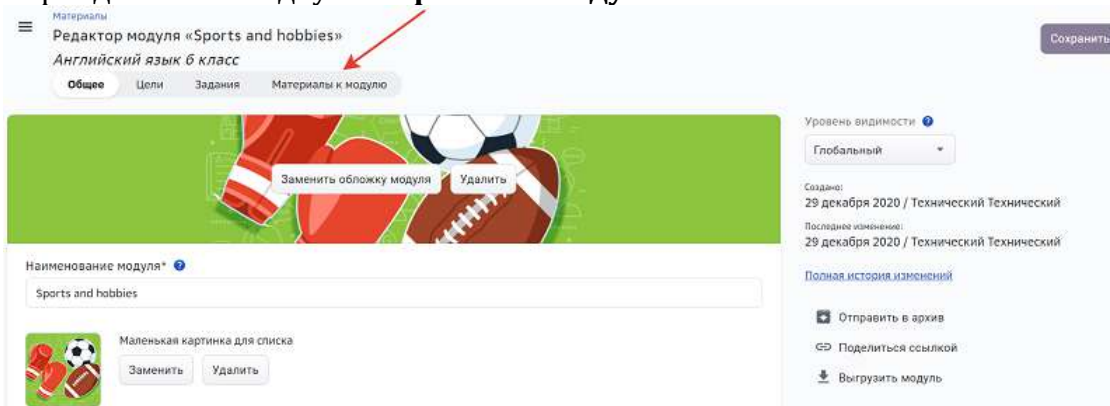 Материалы
Редактор модуля «Sports and hobbies»
Английский язык 6 класс
Сохранить
Общее Цели Задания Материалы к модулю
Заменить обложку модуля Удалить
Уровень видимости
Глобальный
Создано:
29 декабря 2020 / Технический Технический
Последнее изменение:
29 декабря 2020 / Технический Технический
Полная история изменений
Наименование модуля*
Sports and hobbies
Маленькая картинка для списка
Заменить Удалить
Отправить в архив
Поделиться ссылкой
Выгрузить модуль